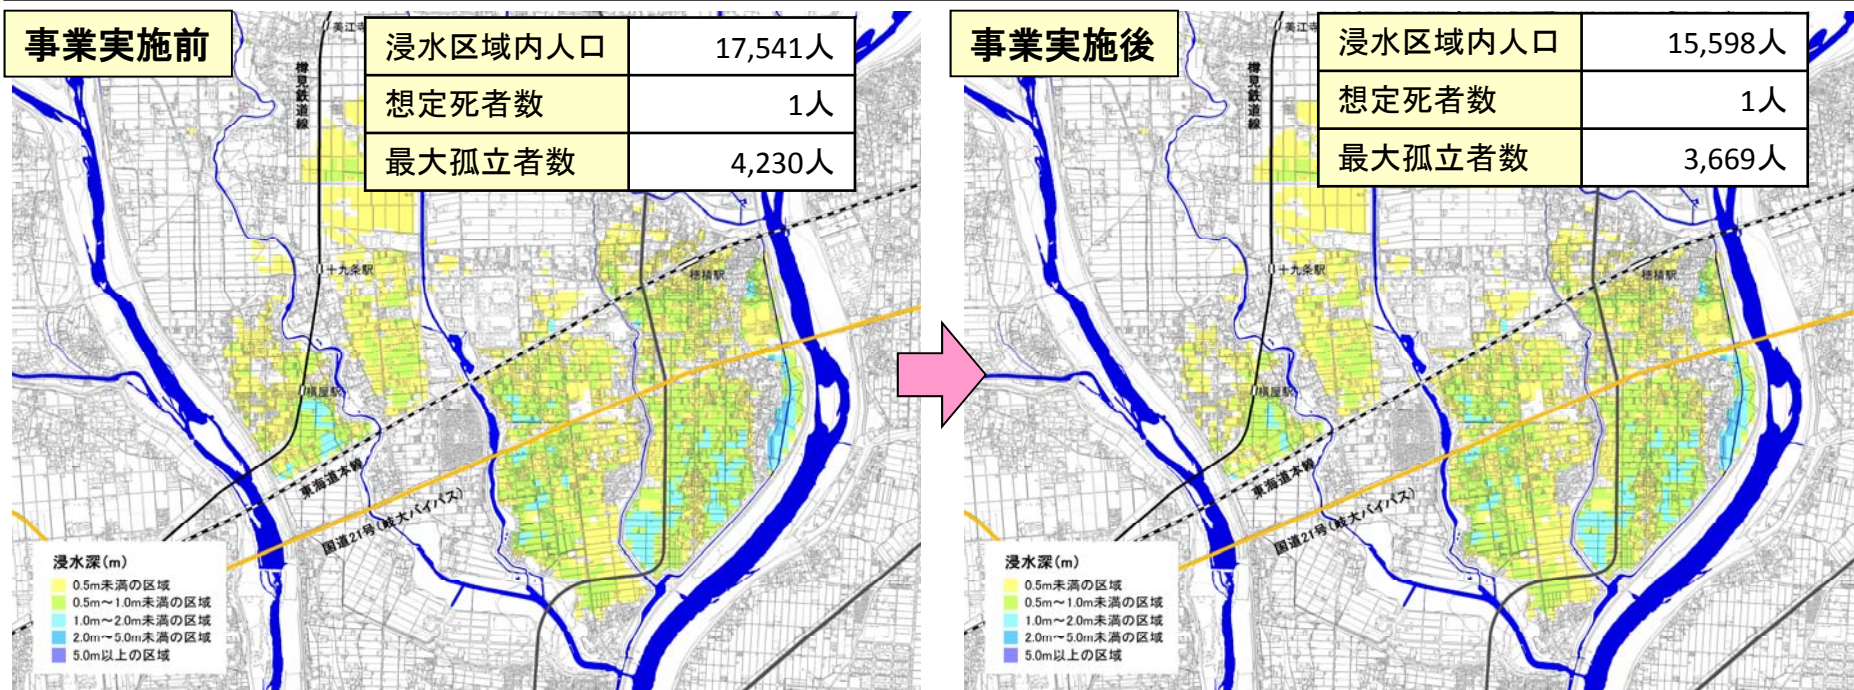 事業実施前
浸水区域内人口 17,541人
想定死者数 1人
最大孤立者数 4,230人
美江寺
樽見鉄道線
十九条駅
穂積駅
横屋駅
東海道本線
国道21号(岐大バイパス)
浸水深(m)
0.5m未満の区域
0.5m～1.0m未満の区域
1.0m～2.0m未満の区域
2.0m～5.0m未満の区域
5.0m以上の区域
事業実施後
浸水区域内人口 15,598人
想定死者数 1人
最大孤立者数 3,669人
美江
樽見鉄道線
十九条駅
穂積駅
横屋駅
東海道本線
国道21号(岐大バイパス)
浸水深(m)
0.5m未満の区域
0.5m～1.0m未満の区域
1.0m～2.0m未満の区域
2.0m～5.0m未満の区域
5.0m以上の区域